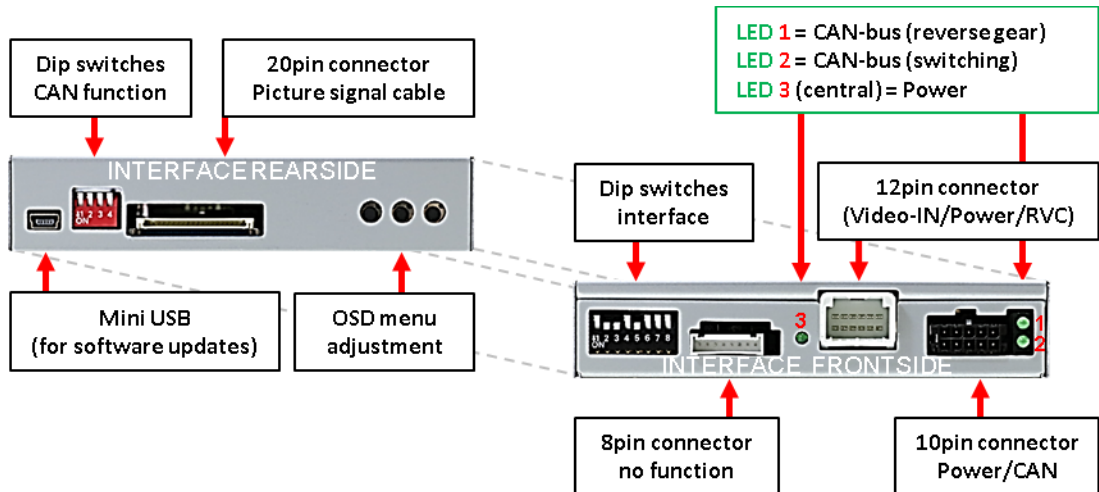 LED 1 = CAN-bus (reverse gear)
LED 2 = CAN-bus (switching)
LED 3 (central) = Power
Dip switches
CAN function
20pin connector
Picture signal cable
INTERFACE REARSIDE
1 2 3 4
ON
Mini USB
(for software updates)
OSD menu
adjustment
Dip switches
interface
12pin connector
(Video-IN/Power/RVC)
3
1
2
1 2 3 4 5 6 7 8
ON
INTERFACE FRONTSIDE
8pin connector
no function
10pin connector
Power/CAN